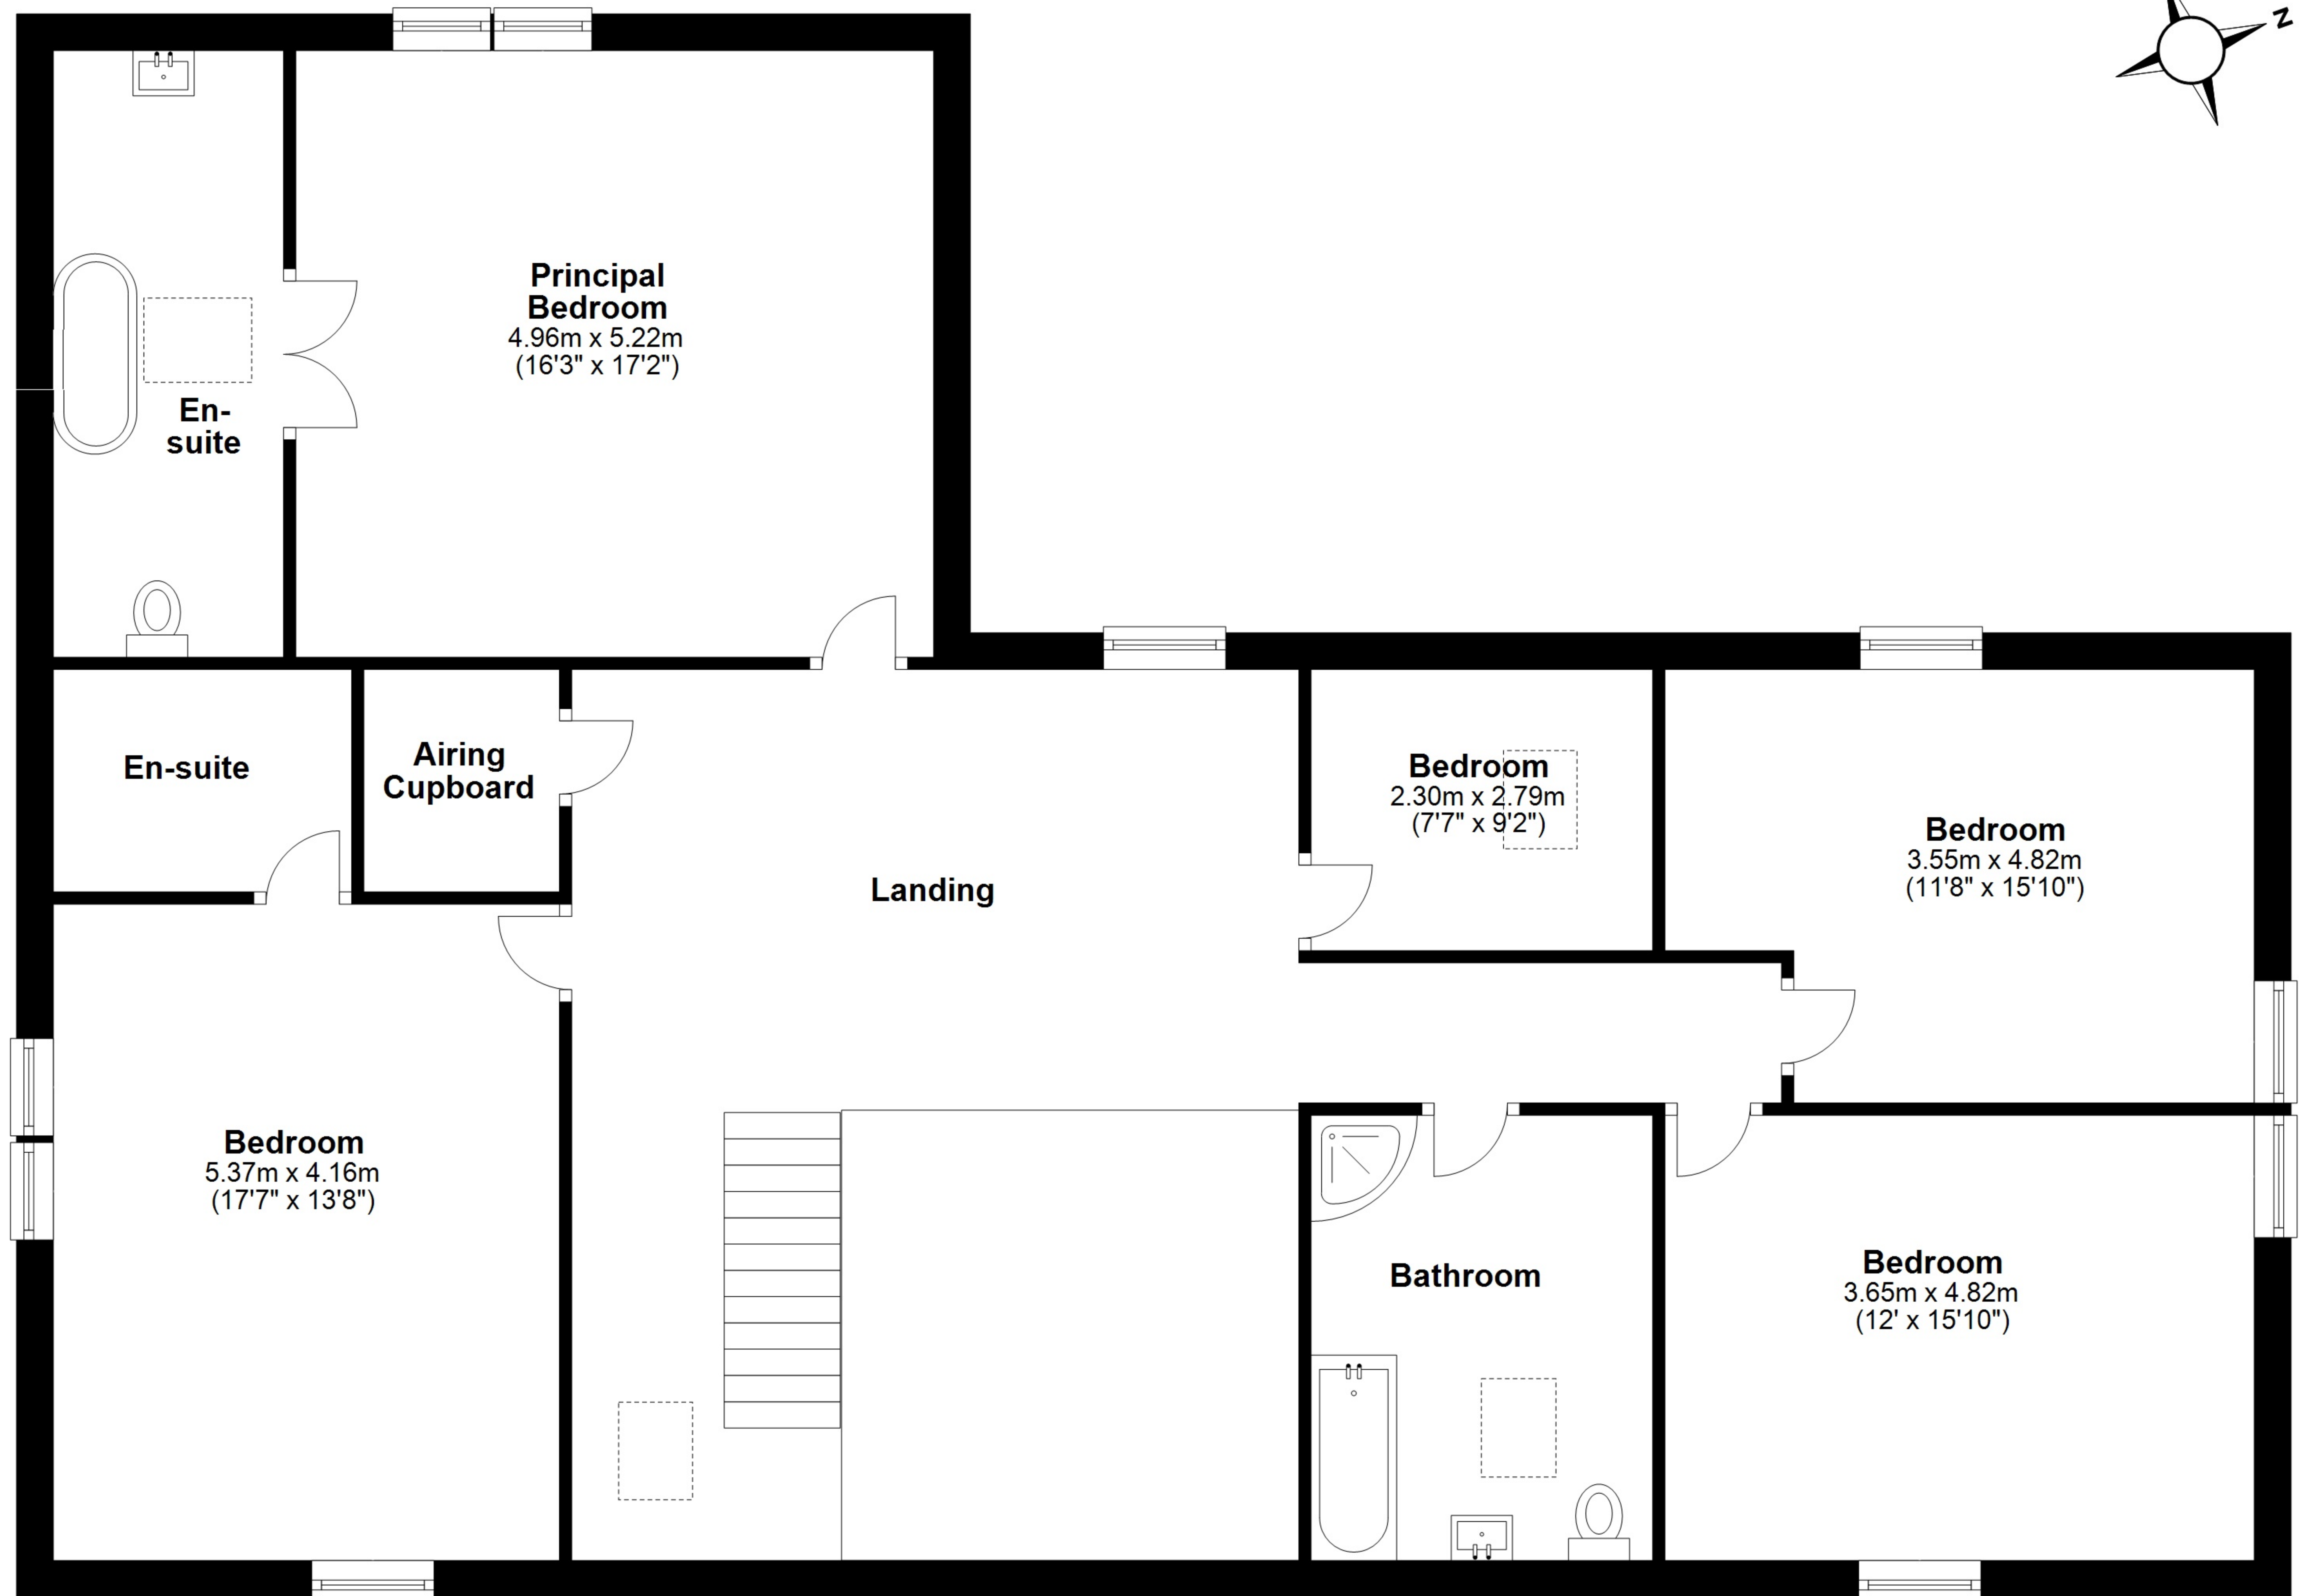 N
Principal
Bedroom
4.96m x 5.22m
(16'3" x 17'2")
En-
suite
En-suite
Airing
Cupboard
Landing
Bedroom
2.30m x 2.79m
(7'7" x 9'2")
Bedroom
3.55m x 4.82m
(11'8" x 15'10")
Bedroom
5.37m x 4.16m
(17'7" x 13'8")
Bathroom
Bedroom
3.65m x 4.82m
(12' x 15'10")